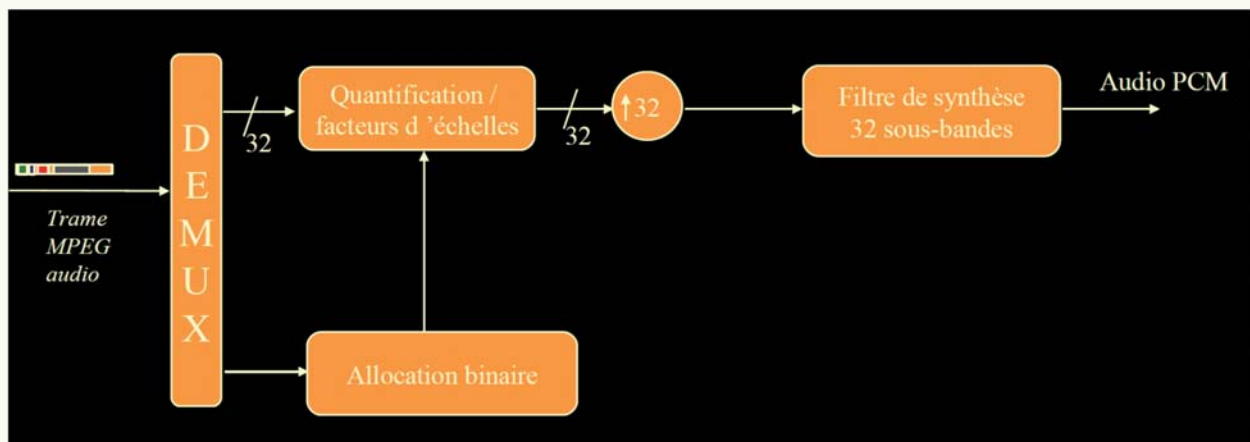 Trame
MPEG
audio
D
E
M
U
X
32
Quantification /
facteurs d ’échelles
32
↑32
Filtre de synthèse
32 sous-bandes
Audio PCM
Allocation binaire